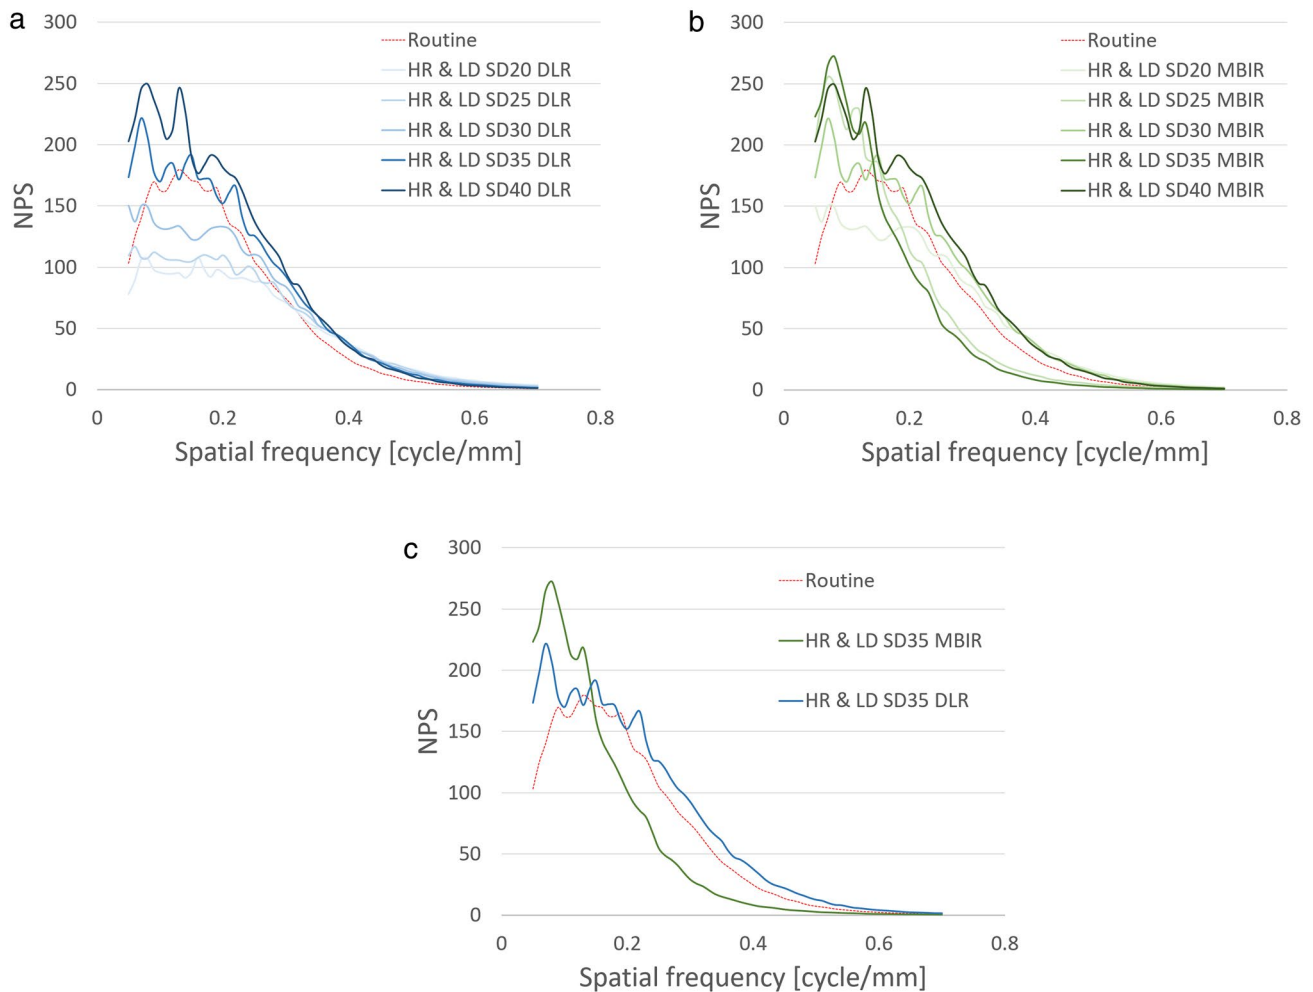 a
300
250
200
150
100
50
0
NPS
0 0.2 0.4 0.6 0.8
Spatial frequency [cycle/mm]
Routine
HR & LD SD20 DLR
HR & LD SD25 DLR
HR & LD SD30 DLR
HR & LD SD35 DLR
HR & LD SD40 DLR
b
300
250
200
150
100
50
0
NPS
0 0.2 0.4 0.6 0.8
Spatial frequency [cycle/mm]
Routine
HR & LD SD20 MBIR
HR & LD SD25 MBIR
HR & LD SD30 MBIR
HR & LD SD35 MBIR
HR & LD SD40 MBIR
c
300
250
200
150
100
50
0
NPS
0 0.2 0.4 0.6 0.8
Spatial frequency [cycle/mm]
Routine
HR & LD SD35 MBIR
HR & LD SD35 DLR